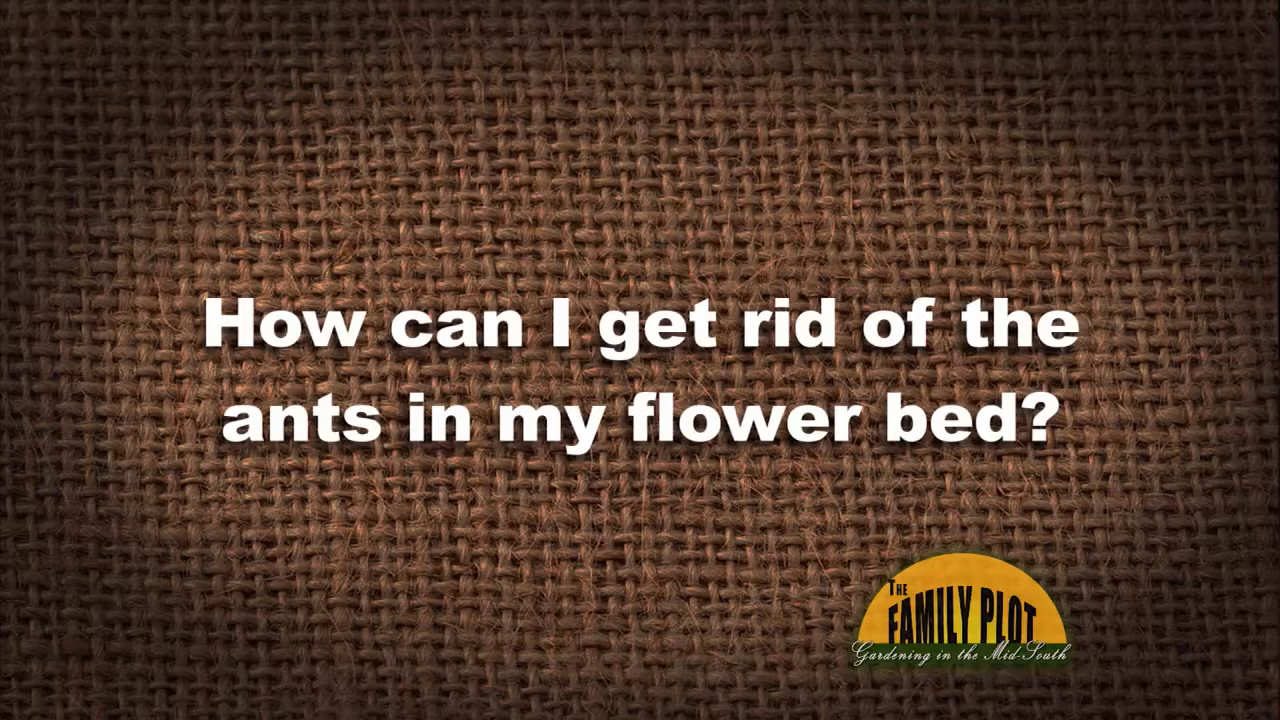 How can I get rid of the
ants in my flower bed?
THE
FAMILY PLOT
Gardening in the Mid-South